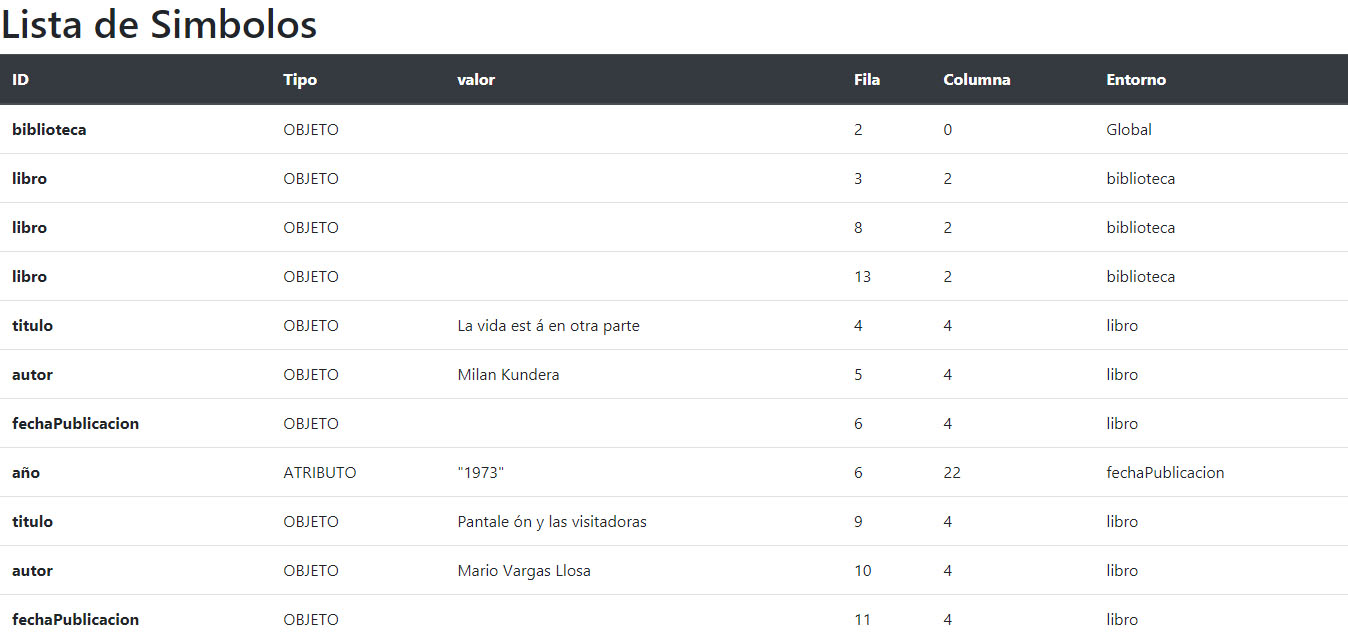 Lista de Simbolos
ID Tipo valor Fila Columna Entorno
biblioteca OBJETO 2 0 Global
libro OBJETO 3 2 biblioteca
libro OBJETO 8 2 biblioteca
libro OBJETO 13 2 biblioteca
titulo OBJETO La vida est á en otra parte 4 4 libro
autor OBJETO Milan Kundera 5 4 libro
fechaPublicacion OBJETO 6 4 libro
año ATRIBUTO "1973" 6 22 fechaPublicacion
titulo OBJETO Pantale ón y las visitadoras 9 4 libro
autor OBJETO Mario Vargas Llosa 10 4 libro
fechaPublicacion OBJETO 11 4 libro